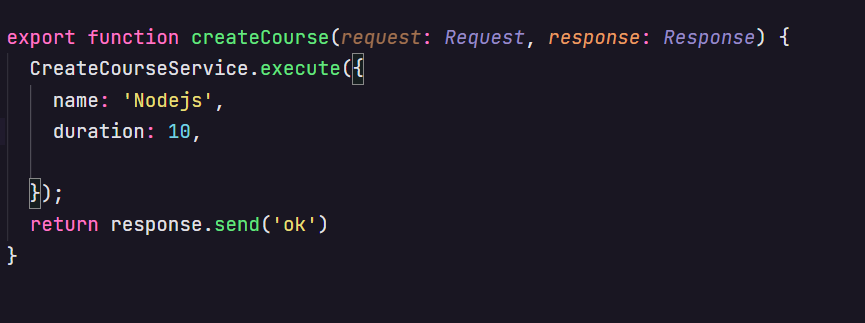 export function createCourse(request: Request, response: Response) {
  CreateCourseService.execute({
    name: 'Nodejs',
    duration: 10,
  });
  return response.send('ok')
}